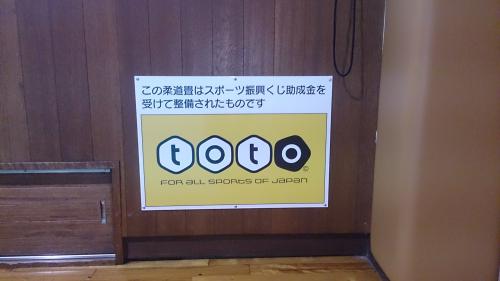 この柔道畳はスポーツ振興くじ助成金を
受けて整備されたものです
toto
FOR ALL SPORTS OF JAPAN